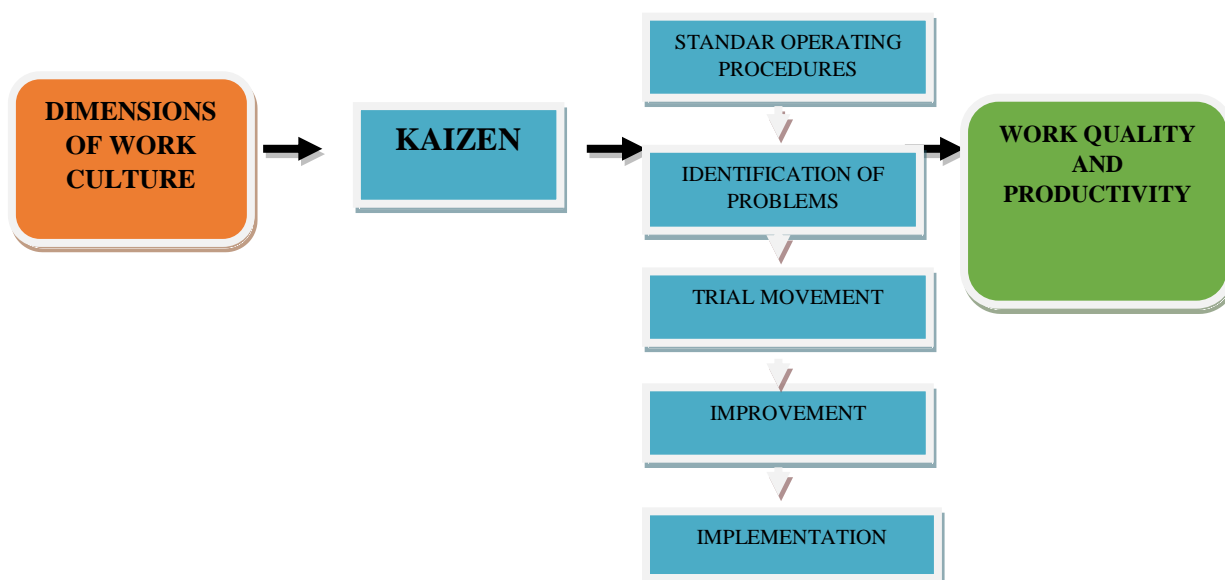 DIMENSIONS
OF WORK
CULTURE
KAIZEN
STANDAR OPERATING
PROCEDURES
IDENTIFICATION OF
PROBLEMS
TRIAL MOVEMENT
IMPROVEMENT
IMPLEMENTATION
WORK QUALITY
AND
PRODUCTIVITY